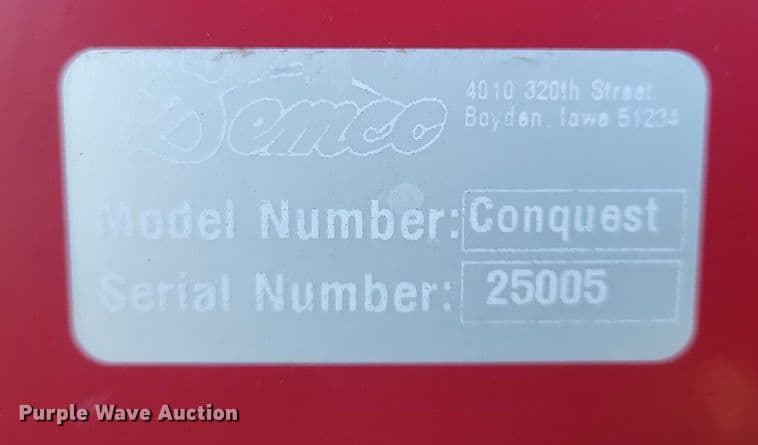 Demco
4010 320th Street
Boyden, Iowa 51234
Model Number: Conquest
Serial Number: 25005
Purple Wave Auction